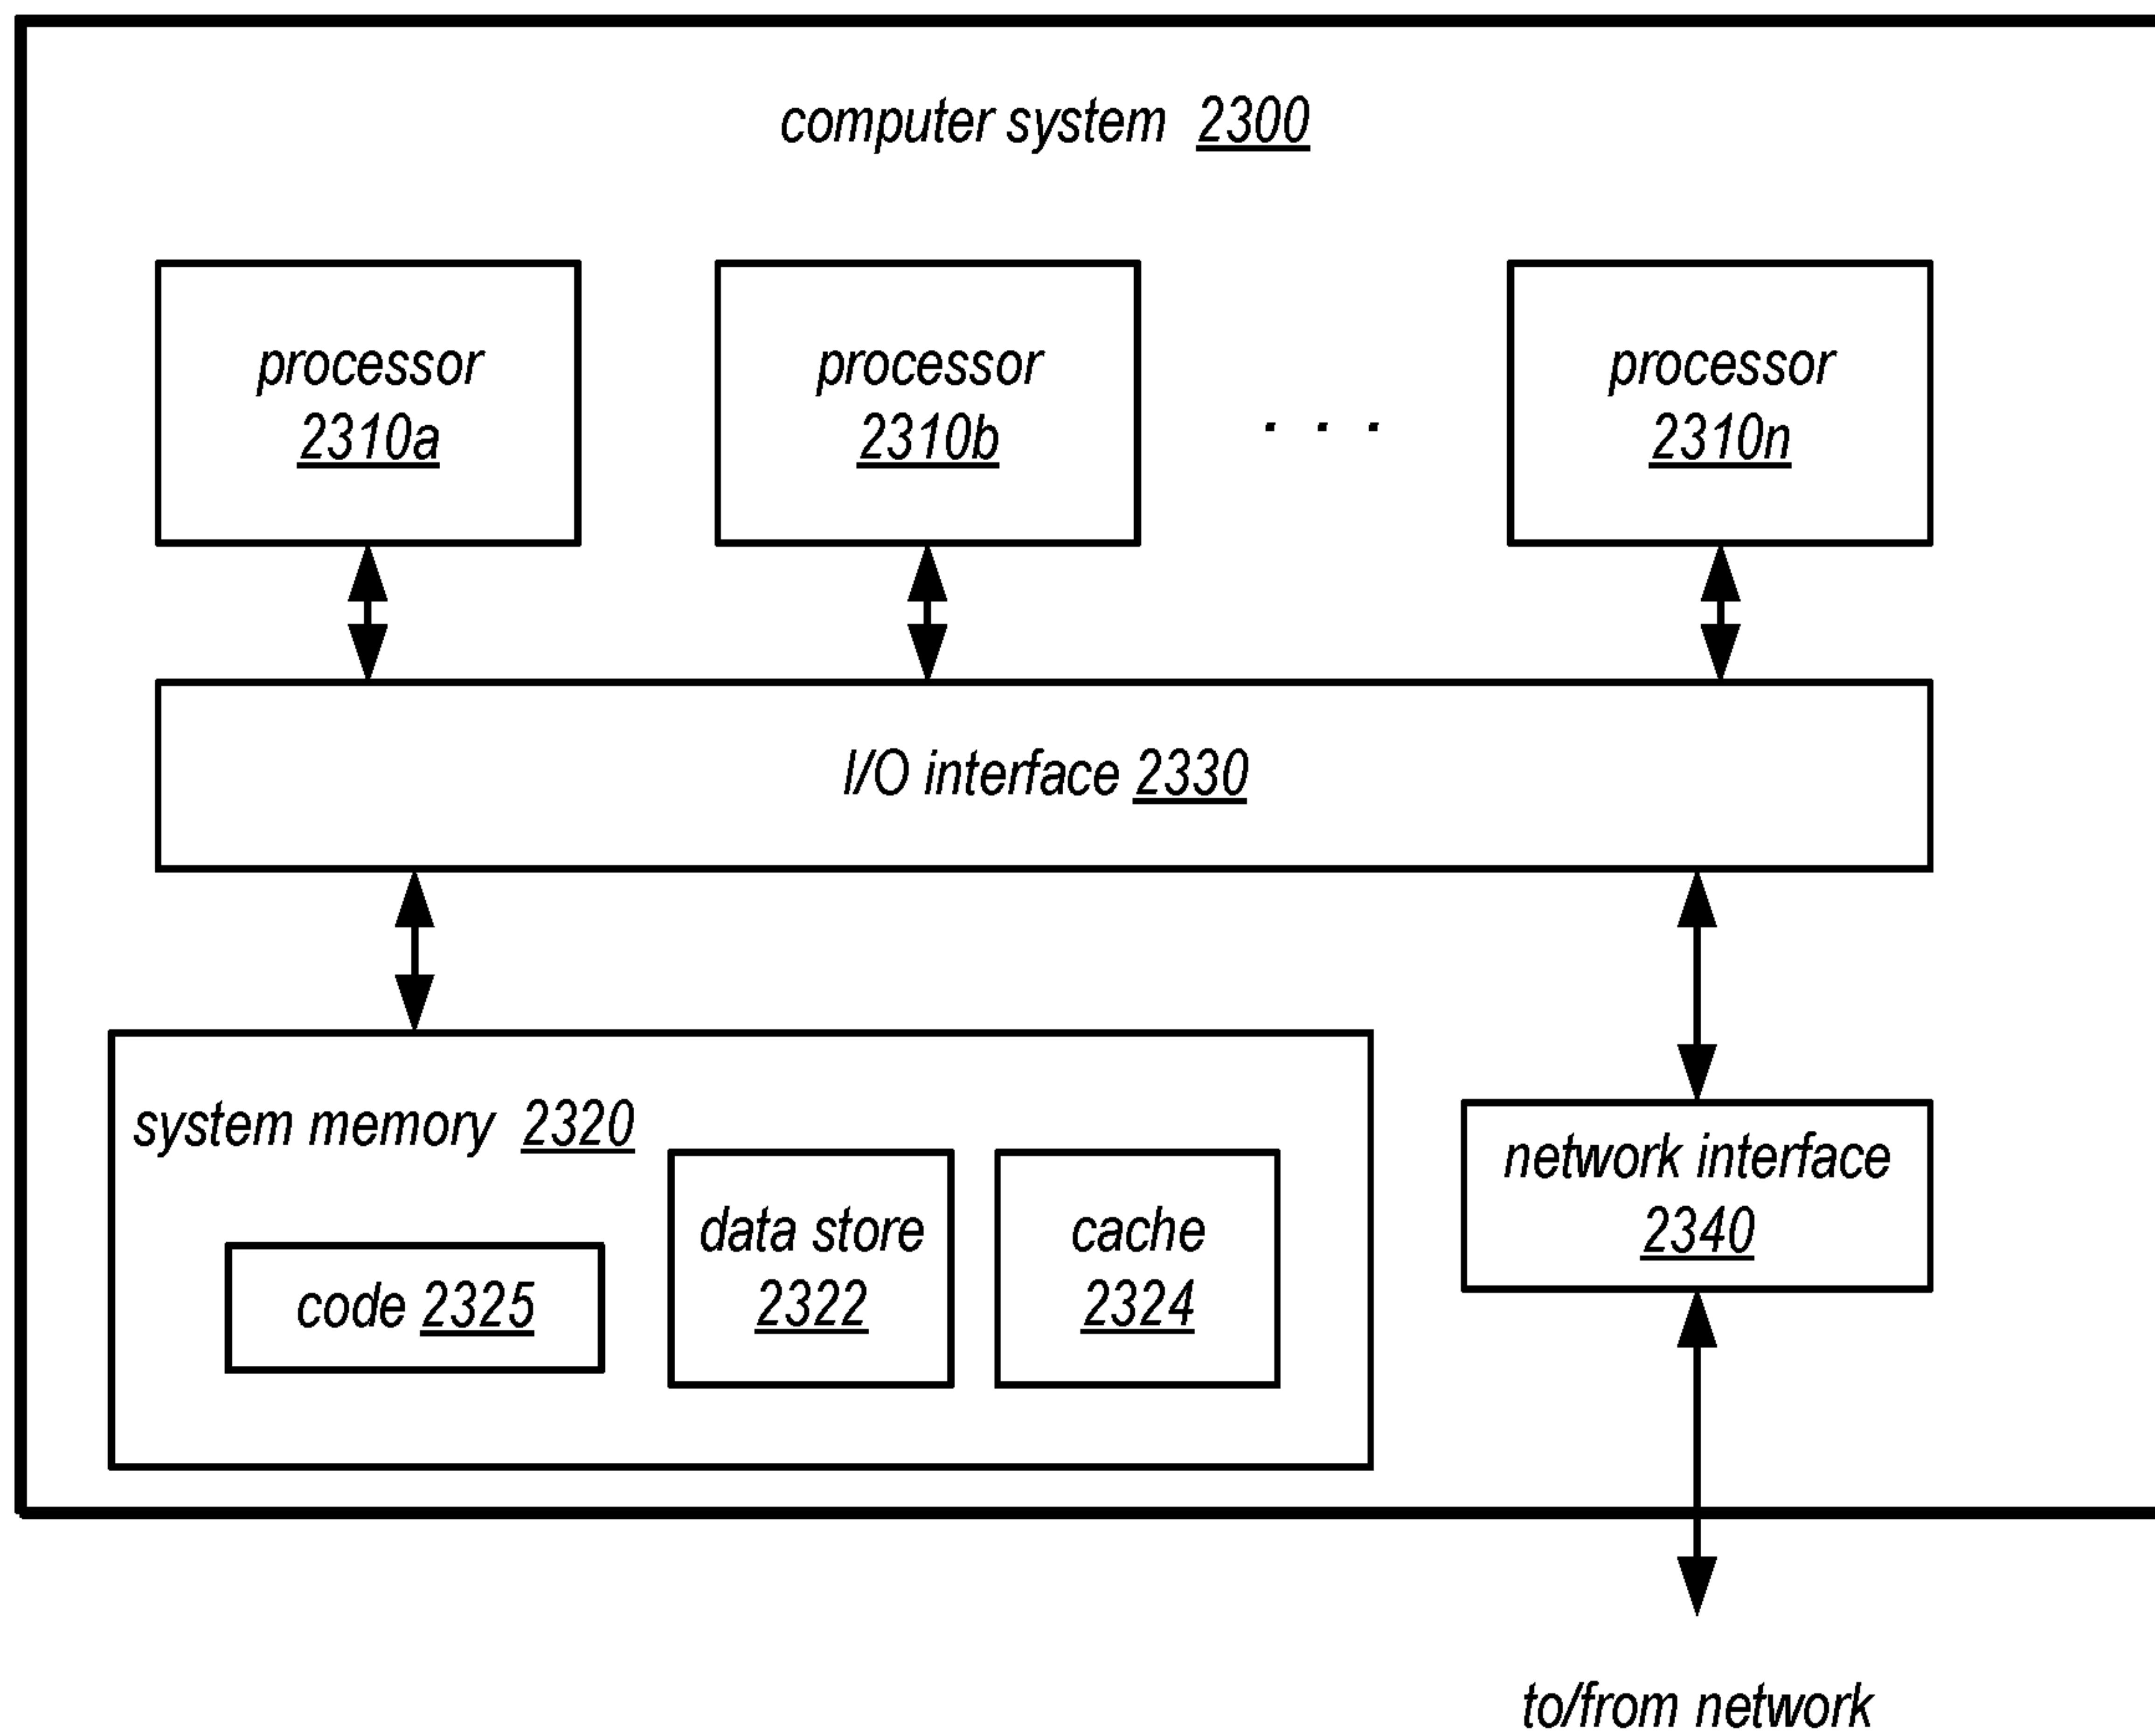 computer system 2300
processor
2310a
processor
2310b
. . .
processor
2310n
I/O interface 2330
system memory 2320
code 2325
data store
2322
cache
2324
network interface
2340
to/from network